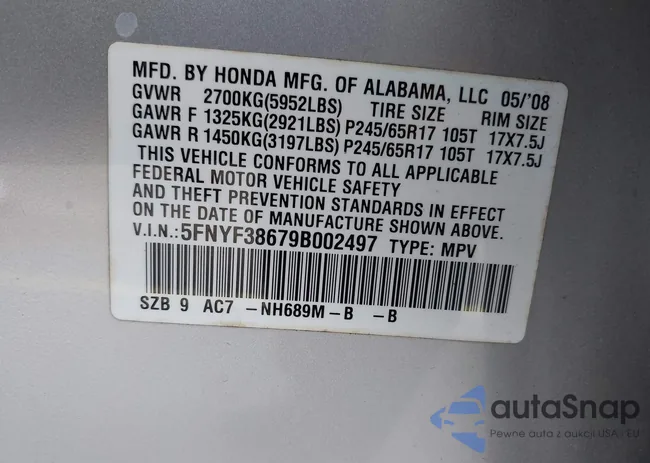 MFD. BY HONDA MFG. OF ALABAMA, LLC 05/'08
GVWR 2700KG(5952LBS) TIRE SIZE RIM SIZE
GAWR F 1325KG(2921LBS) P245/65R17 105T 17X7.5J
GAWR R 1450KG(3197LBS) P245/65R17 105T 17X7.5J
THIS VEHICLE CONFORMS TO ALL APPLICABLE
FEDERAL MOTOR VEHICLE SAFETY
AND THEFT PREVENTION STANDARDS IN EFFECT
ON THE DATE OF MANUFACTURE SHOWN ABOVE.
V.I.N.:5FNYF38679B002497 TYPE: MPV
SZB 9 AC7 -NH689M-B -B
autoSnap
Pewne auta z aukcji USA i EU